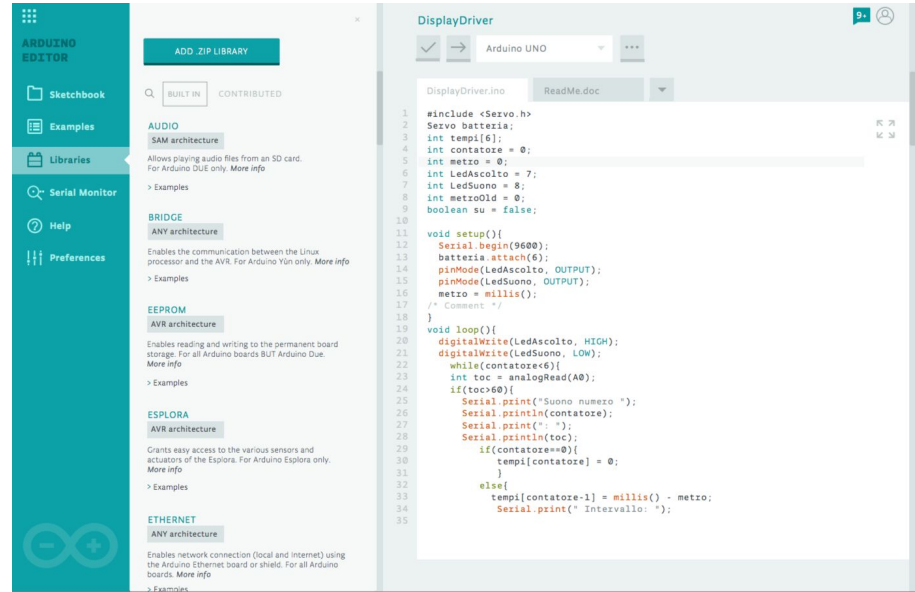 ARDUINO
EDITOR
Sketchbook
Examples
Libraries
Serial Monitor
Help
Preferences
×
ADD .ZIP LIBRARY
BUILT IN CONTRIBUTED
AUDIO
SAM architecture
Allows playing audio files from an SD card.
For Arduino DUE only. More info
> Examples
BRIDGE
ANY architecture
Enables the communication between the Linux
processor and the AVR. For Arduino Yún only. More info
> Examples
EEPROM
AVR architecture
Enables reading and writing to the permanent board
storage. For all Arduino boards BUT Arduino Due.
More info
> Examples
ESPLORA
AVR architecture
Grants easy access to the various sensors and
actuators of the Esplora. For Arduino Esplora only.
More info
> Examples
ETHERNET
ANY architecture
Enables network connection (local and Internet) using
the Arduino Ethernet board or shield. For all Arduino
boards. More info
> Examples
DisplayDriver
9+
Arduino UNO
DisplayDriver.ino ReadMe.doc
1 #include <Servo.h>
2 Servo batteria;
3 int tempi[6];
4 int contatore = 0;
5 int metro = 0;
6 int LedAscolto = 7;
7 int LedSuono = 8;
8 int metroOld = 0;
9 boolean su = false;
10
11 void setup(){
12 Serial.begin(9600);
13 batteria.attach(6);
14 pinMode(LedAscolto, OUTPUT);
15 pinMode(LedSuono, OUTPUT);
16 metro = millis();
17 /* Comment */
18 }
19 void loop(){
20 digitalWrite(LedAscolto, HIGH);
21 digitalWrite(LedSuono, LOW);
22 while(contatore<6){
23 int toc = analogRead(A0);
24 if(toc>60){
25 Serial.print("Suono numero ");
26 Serial.println(contatore);
27 Serial.print(": ");
28 Serial.println(toc);
29 if(contatore==0){
30 tempi[contatore] = 0;
31 }
32 else{
33 tempi[contatore-1] = millis() - metro;
34 Serial.print(" Intervallo: ");
35